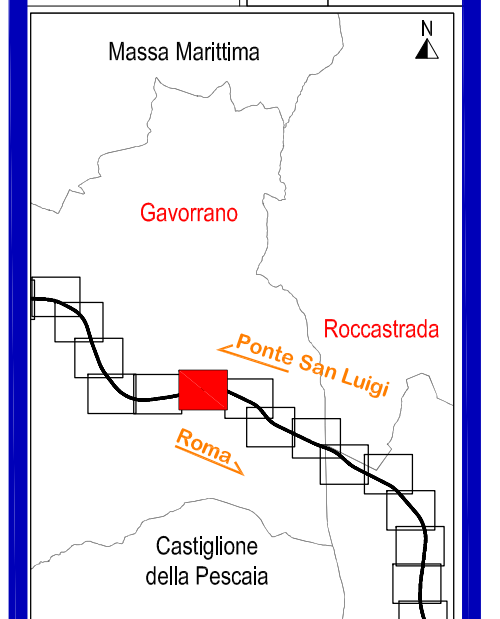 N
Massa Marittima
Gavorrano
Roccastrada
Ponte San Luigi
Roma
Castiglione
della Pescaia